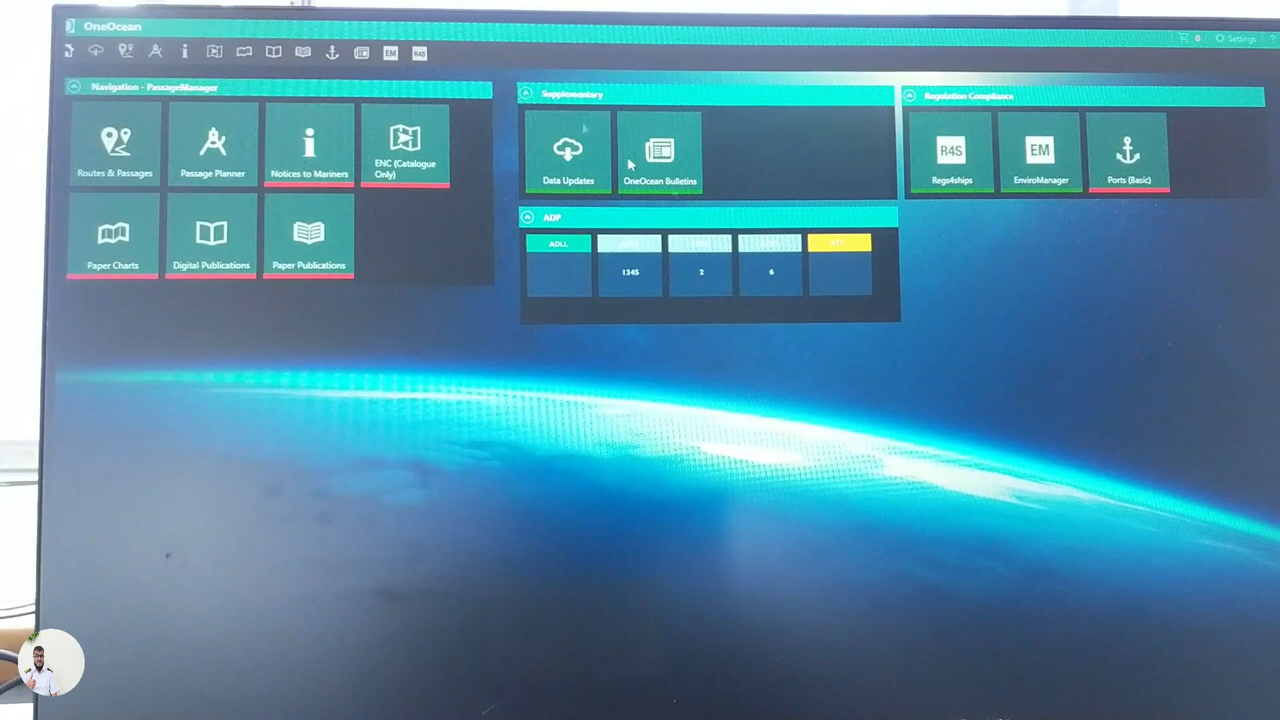 OneOcean
Settings
EM
R4S
Navigation - PassageManager
Routes & Passages
Passage Planner
Notices to Mariners
ENC (Catalogue
Only)
Paper Charts
Digital Publications
Paper Publications
Supplementary
Data Updates
OneOcean Bulletins
ADP
ADLL
1345
2
6
Regulation Compliance
R4S
Regs4ships
EM
EnviroManager
Ports (Basic)